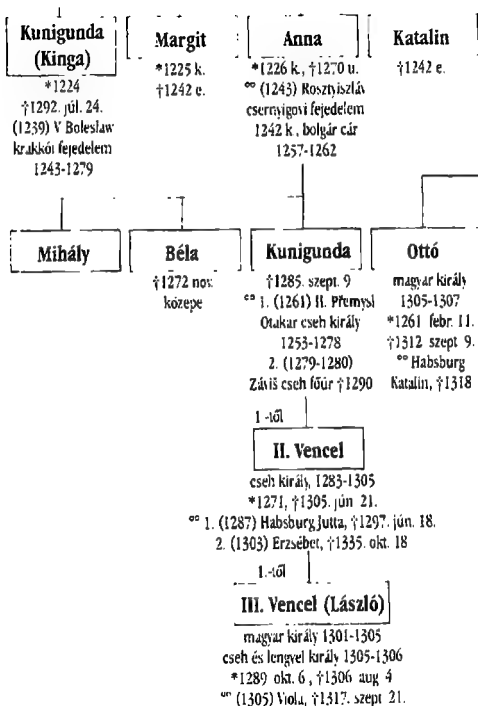 Kunigunda
(Kinga)
*1224
†1292. júl. 24.
(1239) V Boleslaw
krakkói fejedelem
1243-1279
Margit
*1225 k.
†1242 e.
Anna
*1226 k., †1270 u.
∞ (1243) Rosztyiszláv
csernyigovi fejedelem
1242 k, bolgár cár
1257-1262
Katalin
†1242 e.
Mihály
Béla
†1272 nov.
közepe
Kunigunda
†1285. szept. 9
∞ 1. (1261) II. Přemysl
Otakar cseh király
1253-1278
2. (1279-1280)
Záviš cseh főúr †1290
Ottó
magyar király
1305-1307
*1261 febr. 11.
†1312 szept 9.
∞ Habsburg
Katalin, †1318
1-től
II. Vencel
cseh király, 1283-1305
*1271, †1305. jún 21.
∞ 1. (1287) Habsburg Jutta, †1297. jún. 18.
2. (1303) Erzsébet, †1335. okt. 18
1.-től
III. Vencel (László)
magyar király 1301-1305
cseh és lengyel király 1305-1306
*1289 okt. 6, †1306 aug 4
∞ (1305) Viola, †1317. szept 21.